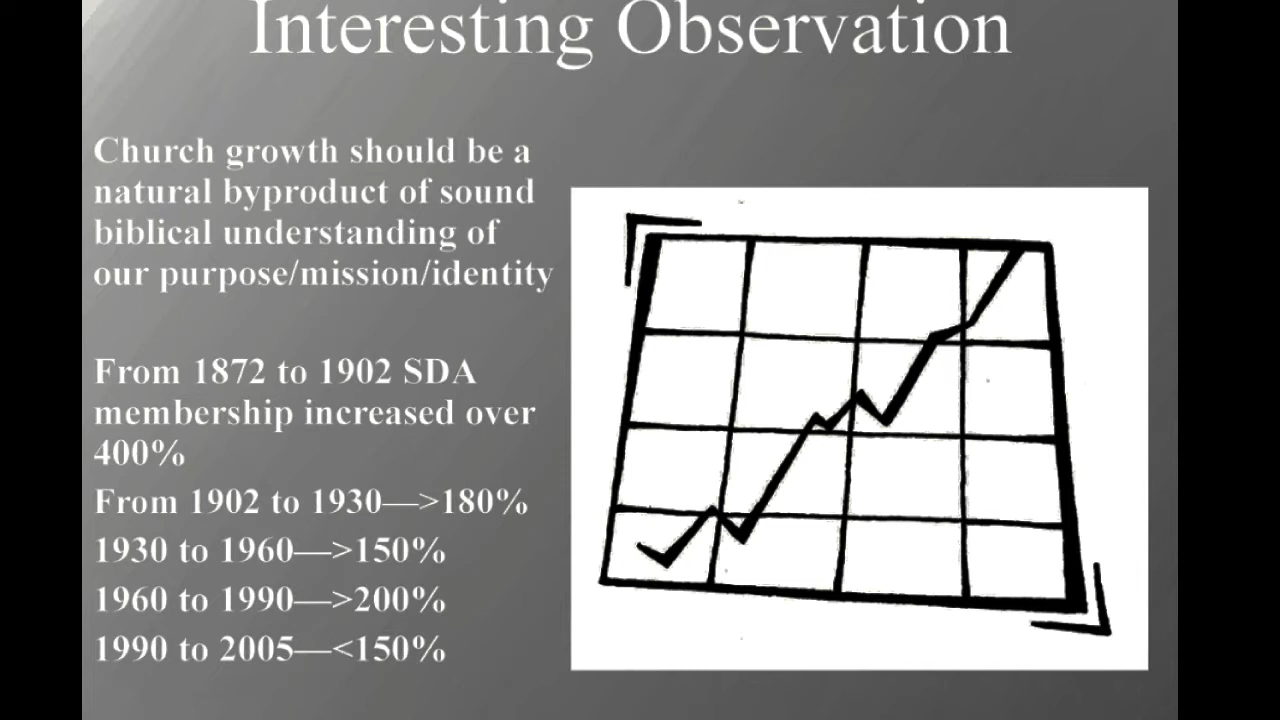 Interesting Observation
Church growth should be a
natural byproduct of sound
biblical understanding of
our purpose/mission/identity
From 1872 to 1902 SDA
membership increased over
400%
From 1902 to 1930—>180%
1930 to 1960—>150%
1960 to 1990—>200%
1990 to 2005—<150%